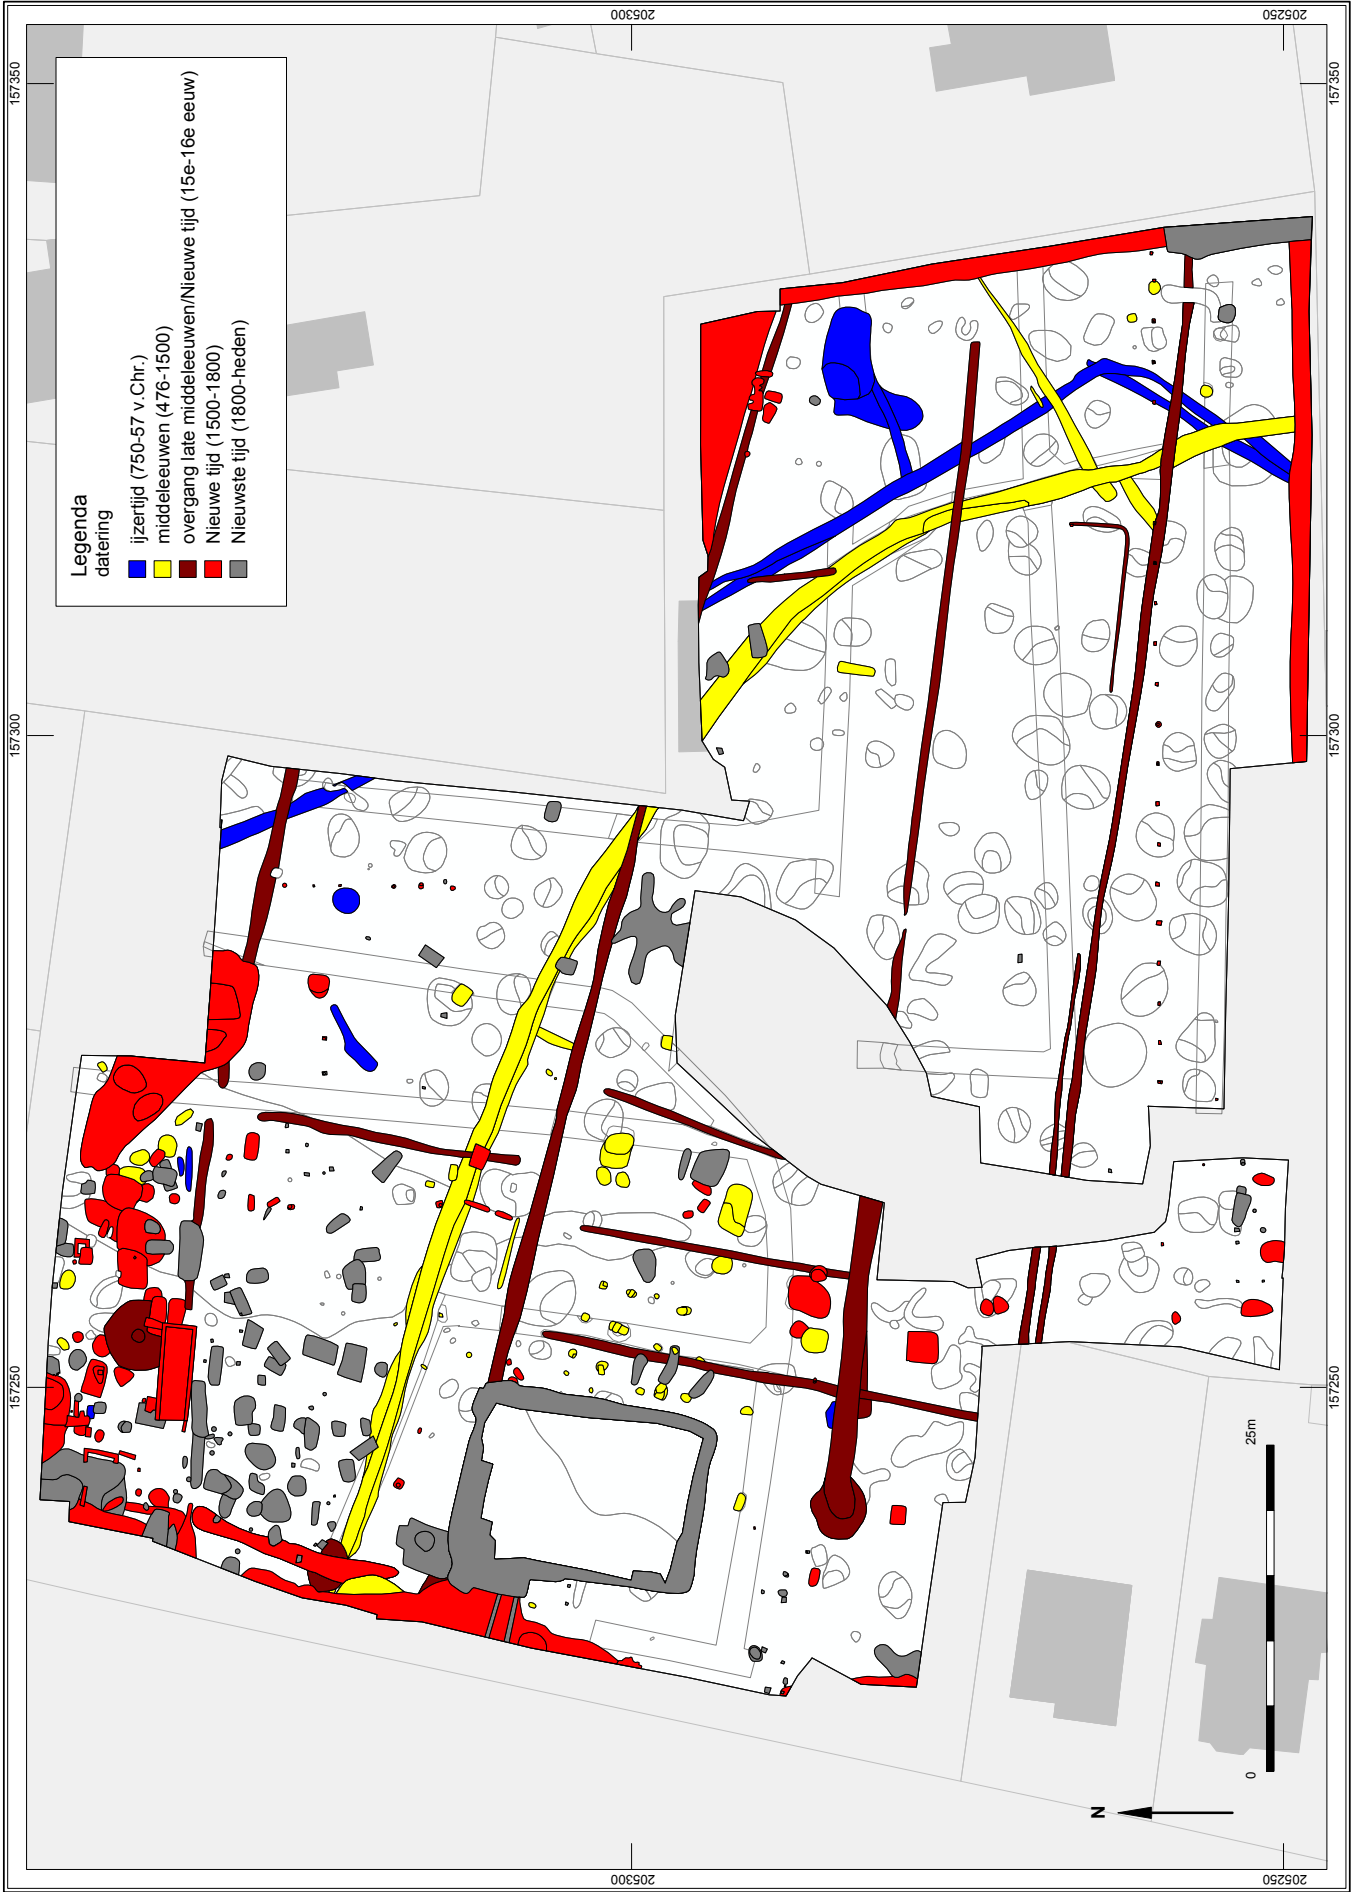 205300
205250
157350
157350
Legenda
datering
ijzertijd (750-57 v.Chr.)
middeleeuwen (476-1500)
overgang late middeleeuwen/Nieuwe tijd (15e-16e eeuw)
Nieuwe tijd (1500-1800)
Nieuwste tijd (1800-heden)
157300
157300
157250
157250
0
25m
N
205300
205250